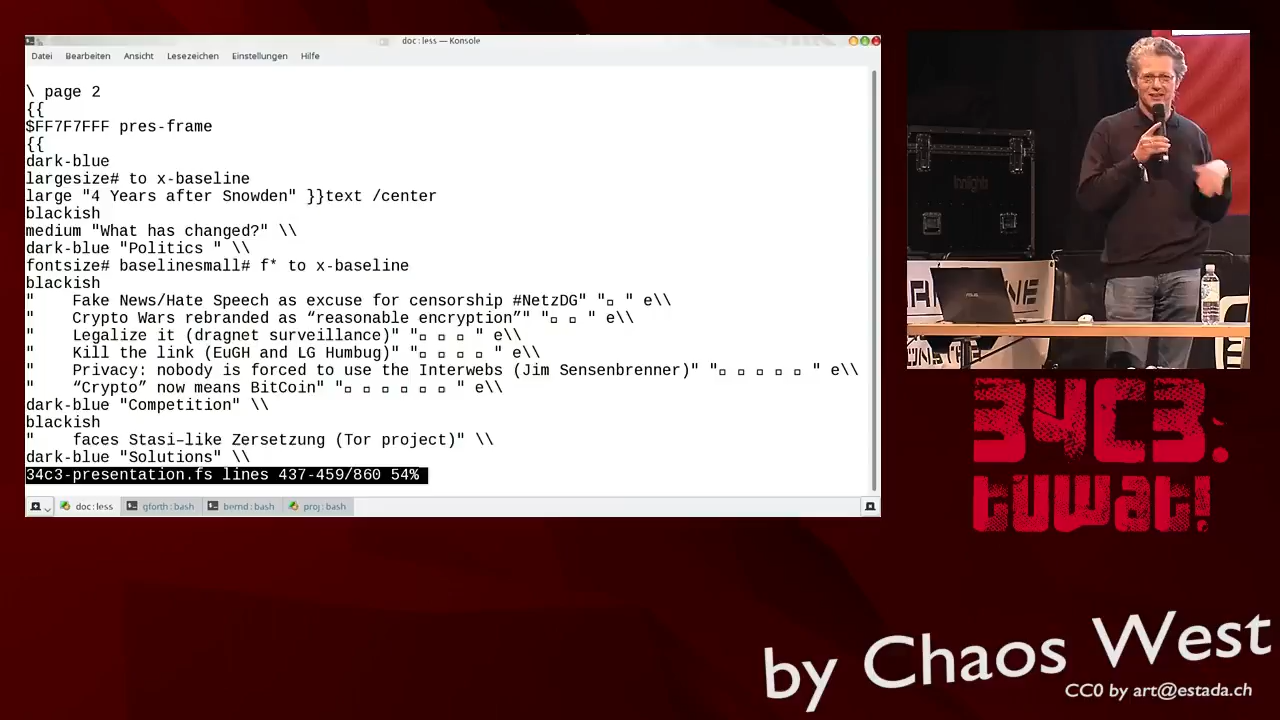 doc : less — Konsole
Datei Bearbeiten Ansicht Lesezeichen Einstellungen Hilfe
\ page 2
{{
$FF7F7FFF pres-frame
{{
dark-blue
largesize# to x-baseline
large "4 Years after Snowden" }}text /center
blackish
medium "What has changed?" \\
dark-blue "Politics " \\
fontsize# baselinesmall# f* to x-baseline
blackish
"    Fake News/Hate Speech as excuse for censorship #NetzDG" "▯ " e\\
"    Crypto Wars rebranded as “reasonable encryption”" "▯ ▯ " e\\
"    Legalize it (dragnet surveillance)" "▯ ▯ ▯ " e\\
"    Kill the link (EuGH and LG Humbug)" "▯ ▯ ▯ ▯ " e\\
"    Privacy: nobody is forced to use the Interwebs (Jim Sensenbrenner)" "▯ ▯ ▯ ▯ ▯ " e\\
"    “Crypto” now means BitCoin" "▯ ▯ ▯ ▯ ▯ ▯ " e\\
dark-blue "Competition" \\
blackish
"    faces Stasi–like Zersetzung (Tor project)" \\
dark-blue "Solutions" \\
34c3-presentation.fs lines 437-459/860 54%
doc : less gforth : bash bernd : bash proj : bash
34C3:
tuwat!
by Chaos West
CC0 by art@estada.ch